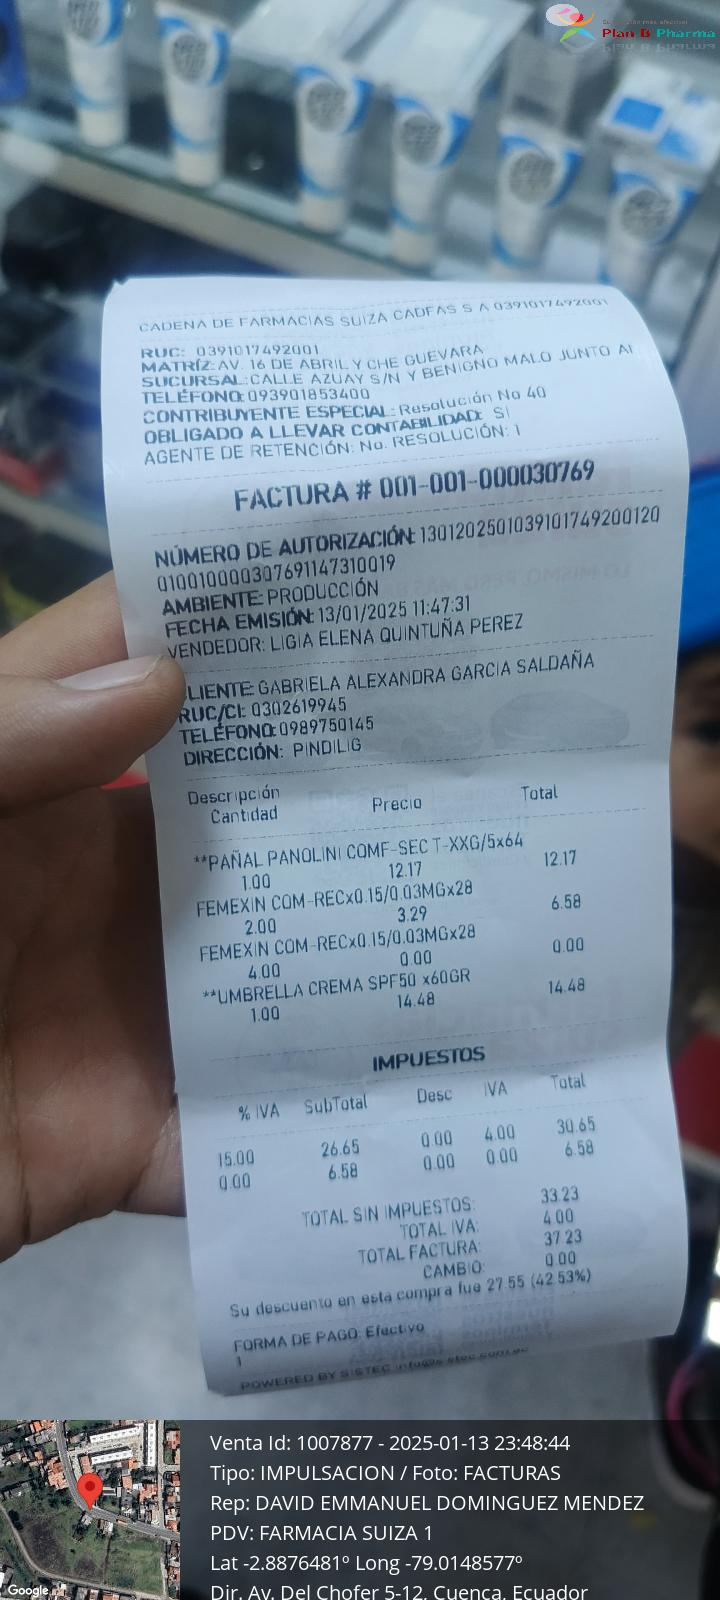 Plan B Pharma
CADENA DE FARMACIAS SUIZA CADFAS S A 0391017492001
RUC: 0391017492001
MATRÍZ: AV. 16 DE ABRIL Y CHE GUEVARA
SUCURSAL: CALLE AZUAY S/N Y BENIGNO MALO JUNTO Al
TELÉFONO: 093901853400
CONTRIBUYENTE ESPECIAL: Resolución No 40
OBLIGADO A LLEVAR CONTABILIDAD: SI
AGENTE DE RETENCIÓN: No. RESOLUCIÓN: 1
FACTURA # 001-001-000030769
NÚMERO DE AUTORIZACIÓN: 1301202501039101749200120
010010000307691147310019
AMBIENTE: PRODUCCIÓN
FECHA EMISIÓN: 13/01/2025 11:47:31
VENDEDOR: LIGIA ELENA QUINTUÑA PEREZ
LIENTE: GABRIELA ALEXANDRA GARCIA SALDAÑA
RUC/CI: 0302619945
TELÉFONO: 0989750145
DIRECCIÓN: PINDILIG
Descripción
Cantidad Precio Total
**PAÑAL PANOLINI COMF-SEC T-XXG/5x64
1.00 12.17 12.17
FEMEXIN COM-RECx0.15/0.03MGx28
2.00 3.29 6.58
FEMEXIN COM-RECx0.15/0.03MGx28
4.00 0.00 0.00
**UMBRELLA CREMA SPF50 x60GR
1.00 14.48 14.48
IMPUESTOS
% IVA SubTotal Desc IVA Total
15.00 26.65 0.00 4.00 30.65
0.00 6.58 0.00 0.00 6.58
TOTAL SIN IMPUESTOS: 33.23
TOTAL IVA: 4.00
TOTAL FACTURA: 37.23
CAMBIO: 0.00
Su descuento en esta compra fue 27.55 (42.53%)
FORMA DE PAGO: Efectivo
1
POWERED BY SISTEC
Google
Venta Id: 1007877 - 2025-01-13 23:48:44
Tipo: IMPULSACION / Foto: FACTURAS
Rep: DAVID EMMANUEL DOMINGUEZ MENDEZ
PDV: FARMACIA SUIZA 1
Lat -2.8876481º Long -79.0148577º
Dir. Av. Del Chofer 5-12, Cuenca, Ecuador